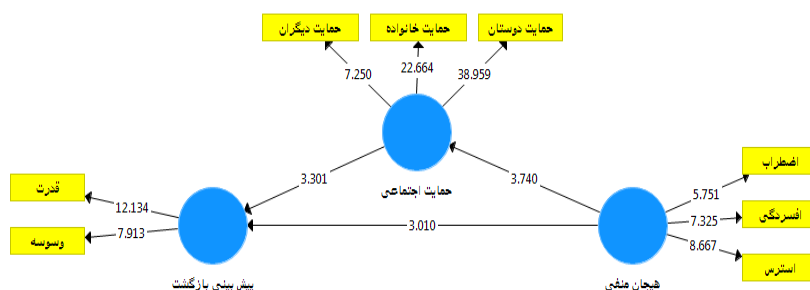 حمایت دوستان
حمایت خانواده
حمایت دیگران
38.959
22.664
7.250
حمایت اجتماعی
3.740
3.301
3.010
اضطراب
افسردگی
استرس
5.751
7.325
8.667
هیجان منفی
قدرت
وسوسه
12.134
7.913
پیش بینی بازگشت